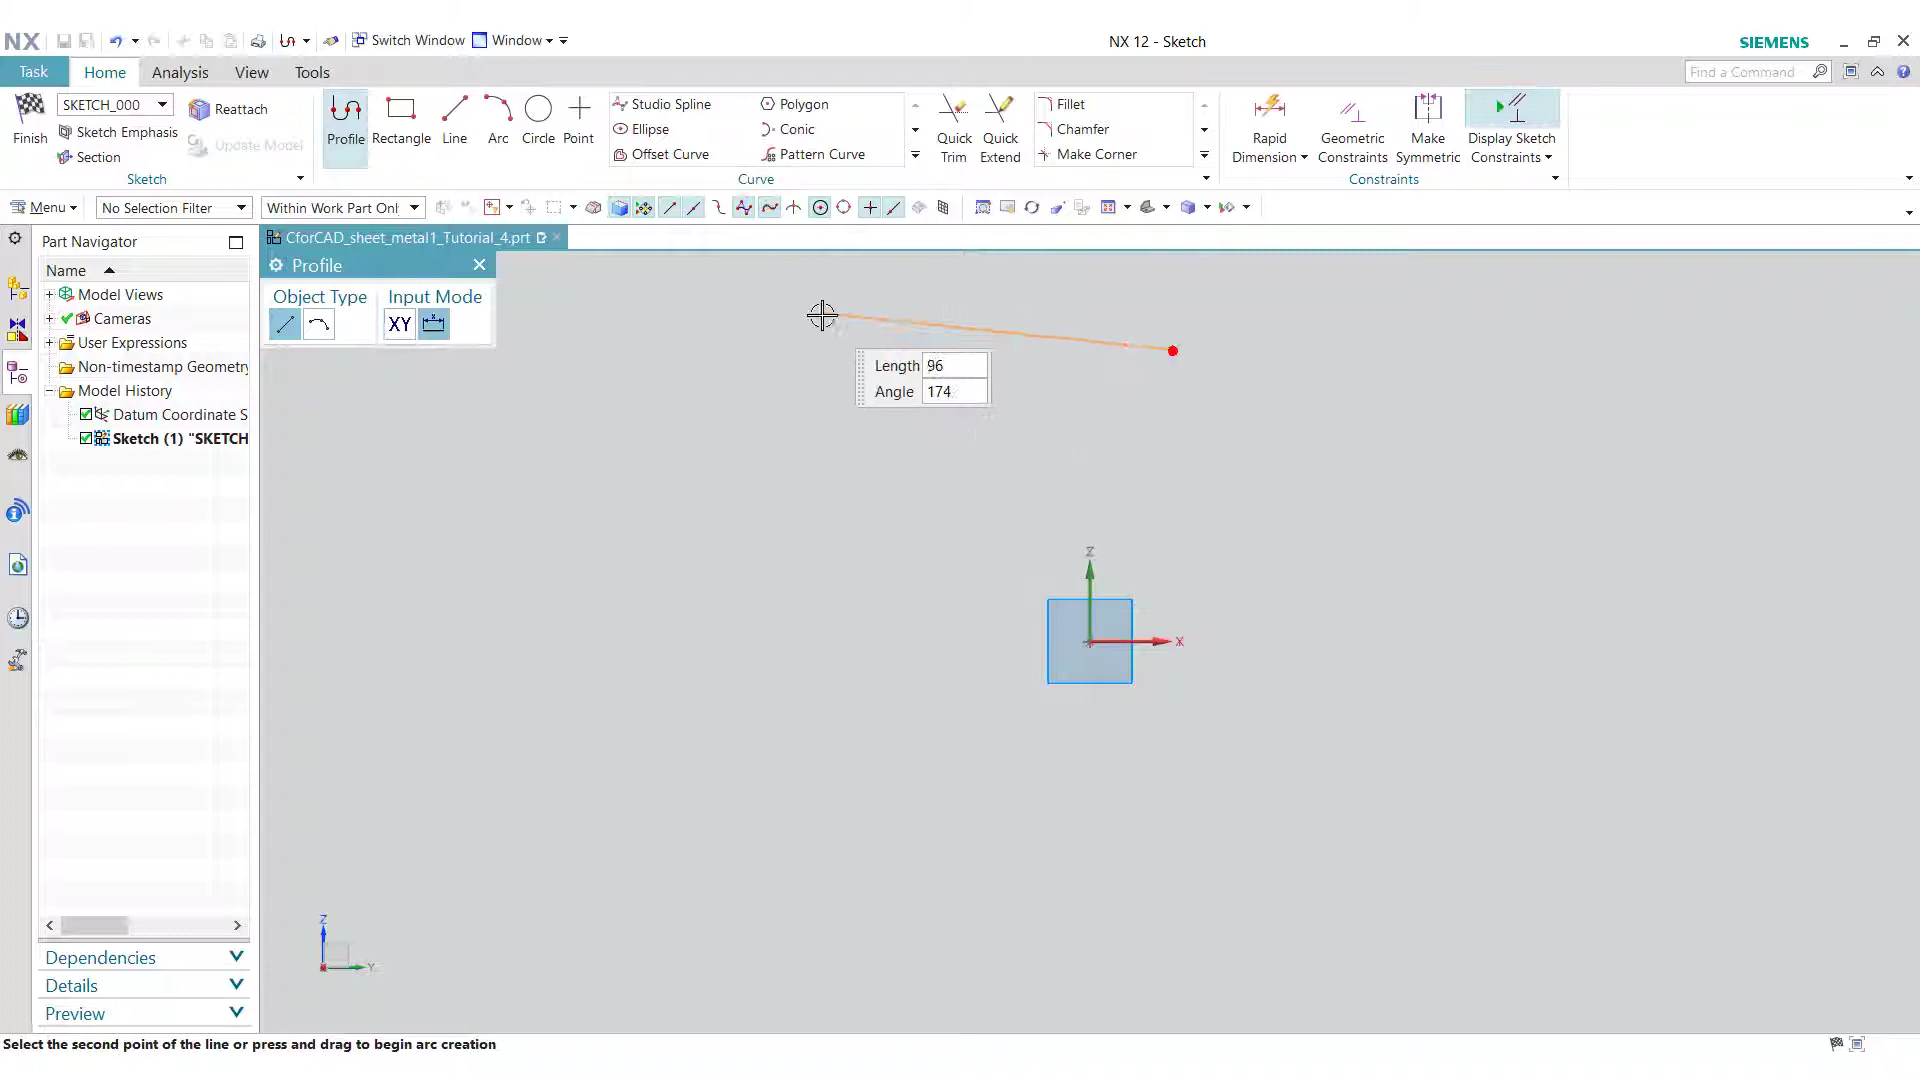 NX
Switch Window
Window
NX 12 - Sketch
SIEMENS
Task
Home
Analysis
View
Tools
Find a Command
Finish
SKETCH_000
Sketch Emphasis
Section
Reattach
Update Model
Sketch
Profile
Rectangle
Line
Arc
Circle
Point
Studio Spline
Ellipse
Offset Curve
Polygon
Conic
Pattern Curve
Quick Trim
Quick Extend
Fillet
Chamfer
Make Corner
Curve
Rapid Dimension
Geometric Constraints
Make Symmetric
Display Sketch Constraints
Constraints
Menu
No Selection Filter
Within Work Part Onl
Part Navigator
CforCAD_sheet_metal1_Tutorial_4.prt
Profile
Name
Object Type
Input Mode
XY
Model Views
Cameras
User Expressions
Non-timestamp Geometry
Model History
Datum Coordinate S
Sketch (1) "SKETCH
Length 96
Angle 174
Z
X
Z
Y
Dependencies
Details
Preview
Select the second point of the line or press and drag to begin arc creation